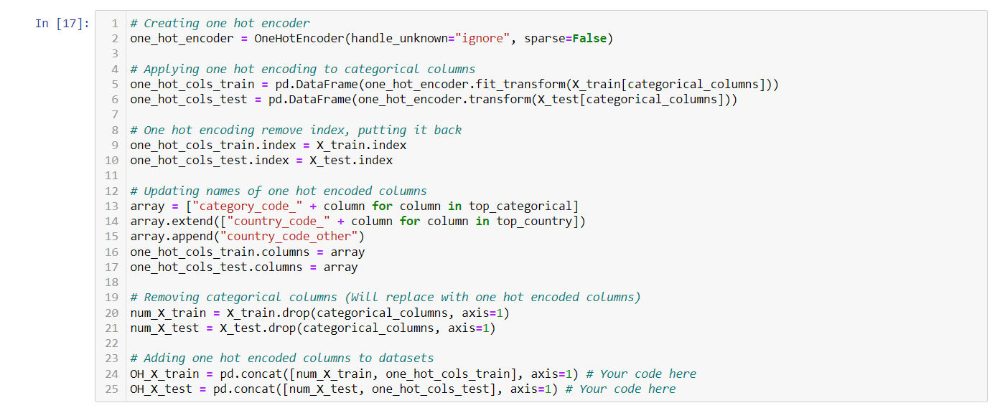 In [17]:
1 # Creating one hot encoder
2 one_hot_encoder = OneHotEncoder(handle_unknown="ignore", sparse=False)
3
4 # Applying one hot encoding to categorical columns
5 one_hot_cols_train = pd.DataFrame(one_hot_encoder.fit_transform(X_train[categorical_columns]))
6 one_hot_cols_test = pd.DataFrame(one_hot_encoder.transform(X_test[categorical_columns]))
7
8 # One hot encoding remove index, putting it back
9 one_hot_cols_train.index = X_train.index
10 one_hot_cols_test.index = X_test.index
11
12 # Updating names of one hot encoded columns
13 array = ["category_code_" + column for column in top_categorical]
14 array.extend(["country_code_" + column for column in top_country])
15 array.append("country_code_other")
16 one_hot_cols_train.columns = array
17 one_hot_cols_test.columns = array
18
19 # Removing categorical columns (Will replace with one hot encoded columns)
20 num_X_train = X_train.drop(categorical_columns, axis=1)
21 num_X_test = X_test.drop(categorical_columns, axis=1)
22
23 # Adding one hot encoded columns to datasets
24 OH_X_train = pd.concat([num_X_train, one_hot_cols_train], axis=1) # Your code here
25 OH_X_test = pd.concat([num_X_test, one_hot_cols_test], axis=1) # Your code here